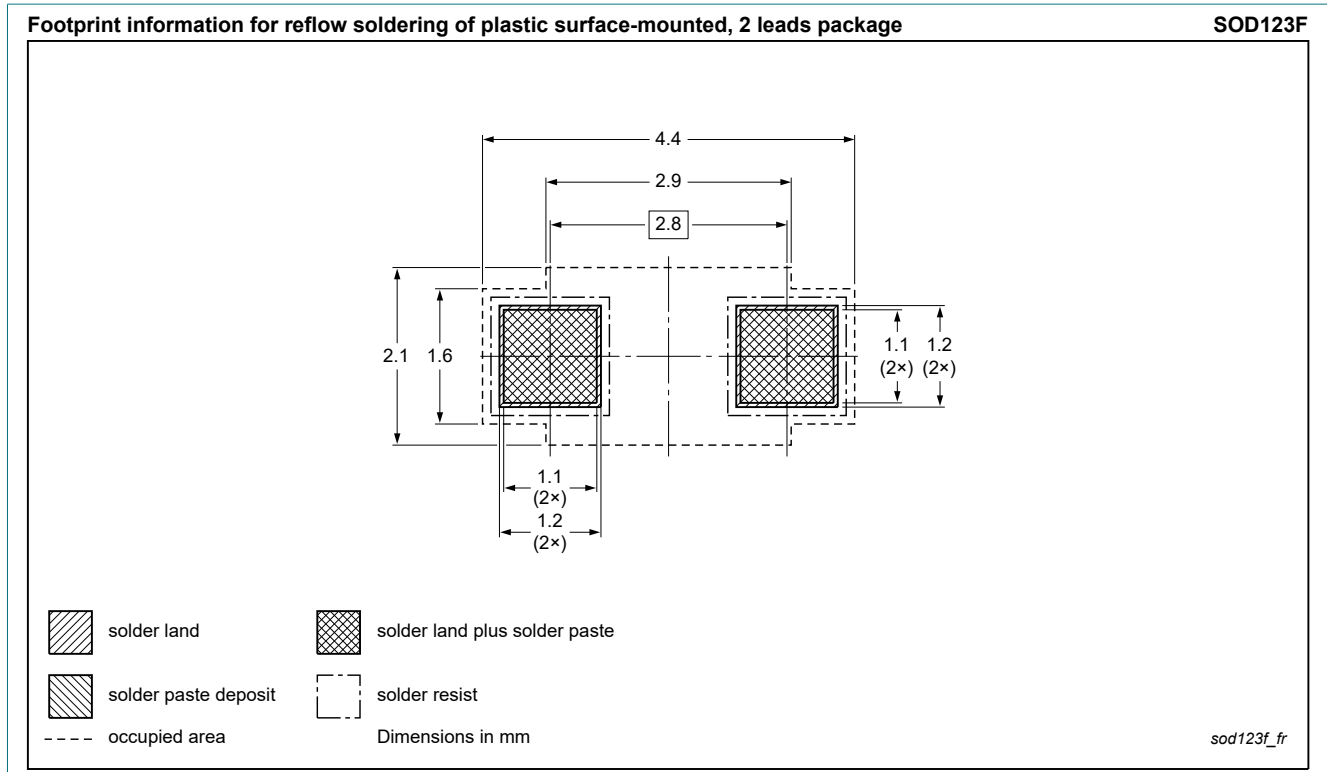 Footprint information for reflow soldering of plastic surface-mounted, 2 leads package SOD123F
4.4
2.9
2.8
2.1 1.6
1.1 1.2
(2×) (2×)
1.1
(2×)
1.2
(2×)
solder land solder land plus solder paste
solder paste deposit solder resist
occupied area Dimensions in mm sod123f_fr